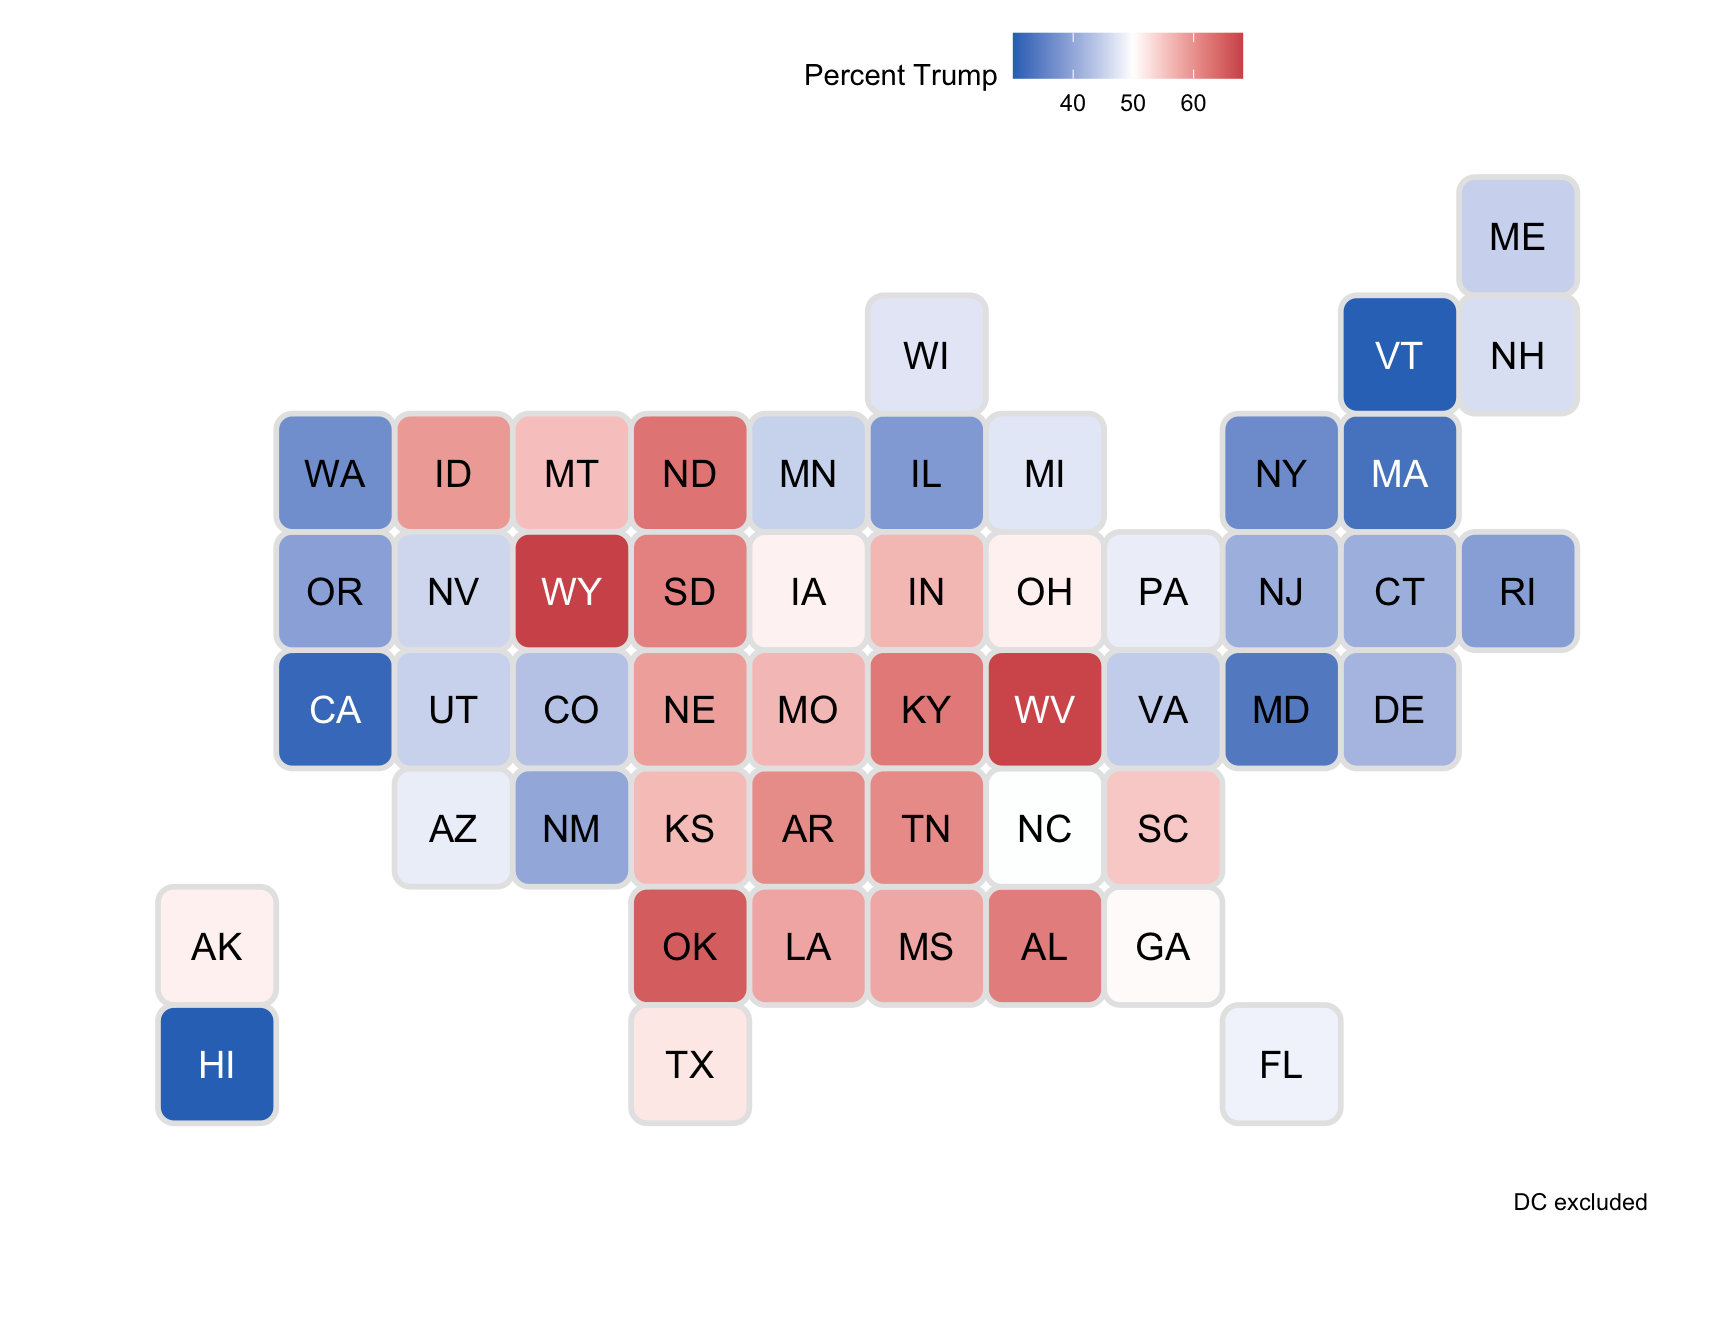 Percent Trump
40 50 60
ME
WI VT NH
WA ID MT ND MN IL MI NY MA
OR NV WY SD IA IN OH PA NJ CT RI
CA UT CO NE MO KY WV VA MD DE
AZ NM KS AR TN NC SC
AK OK LA MS AL GA
HI TX FL
DC excluded